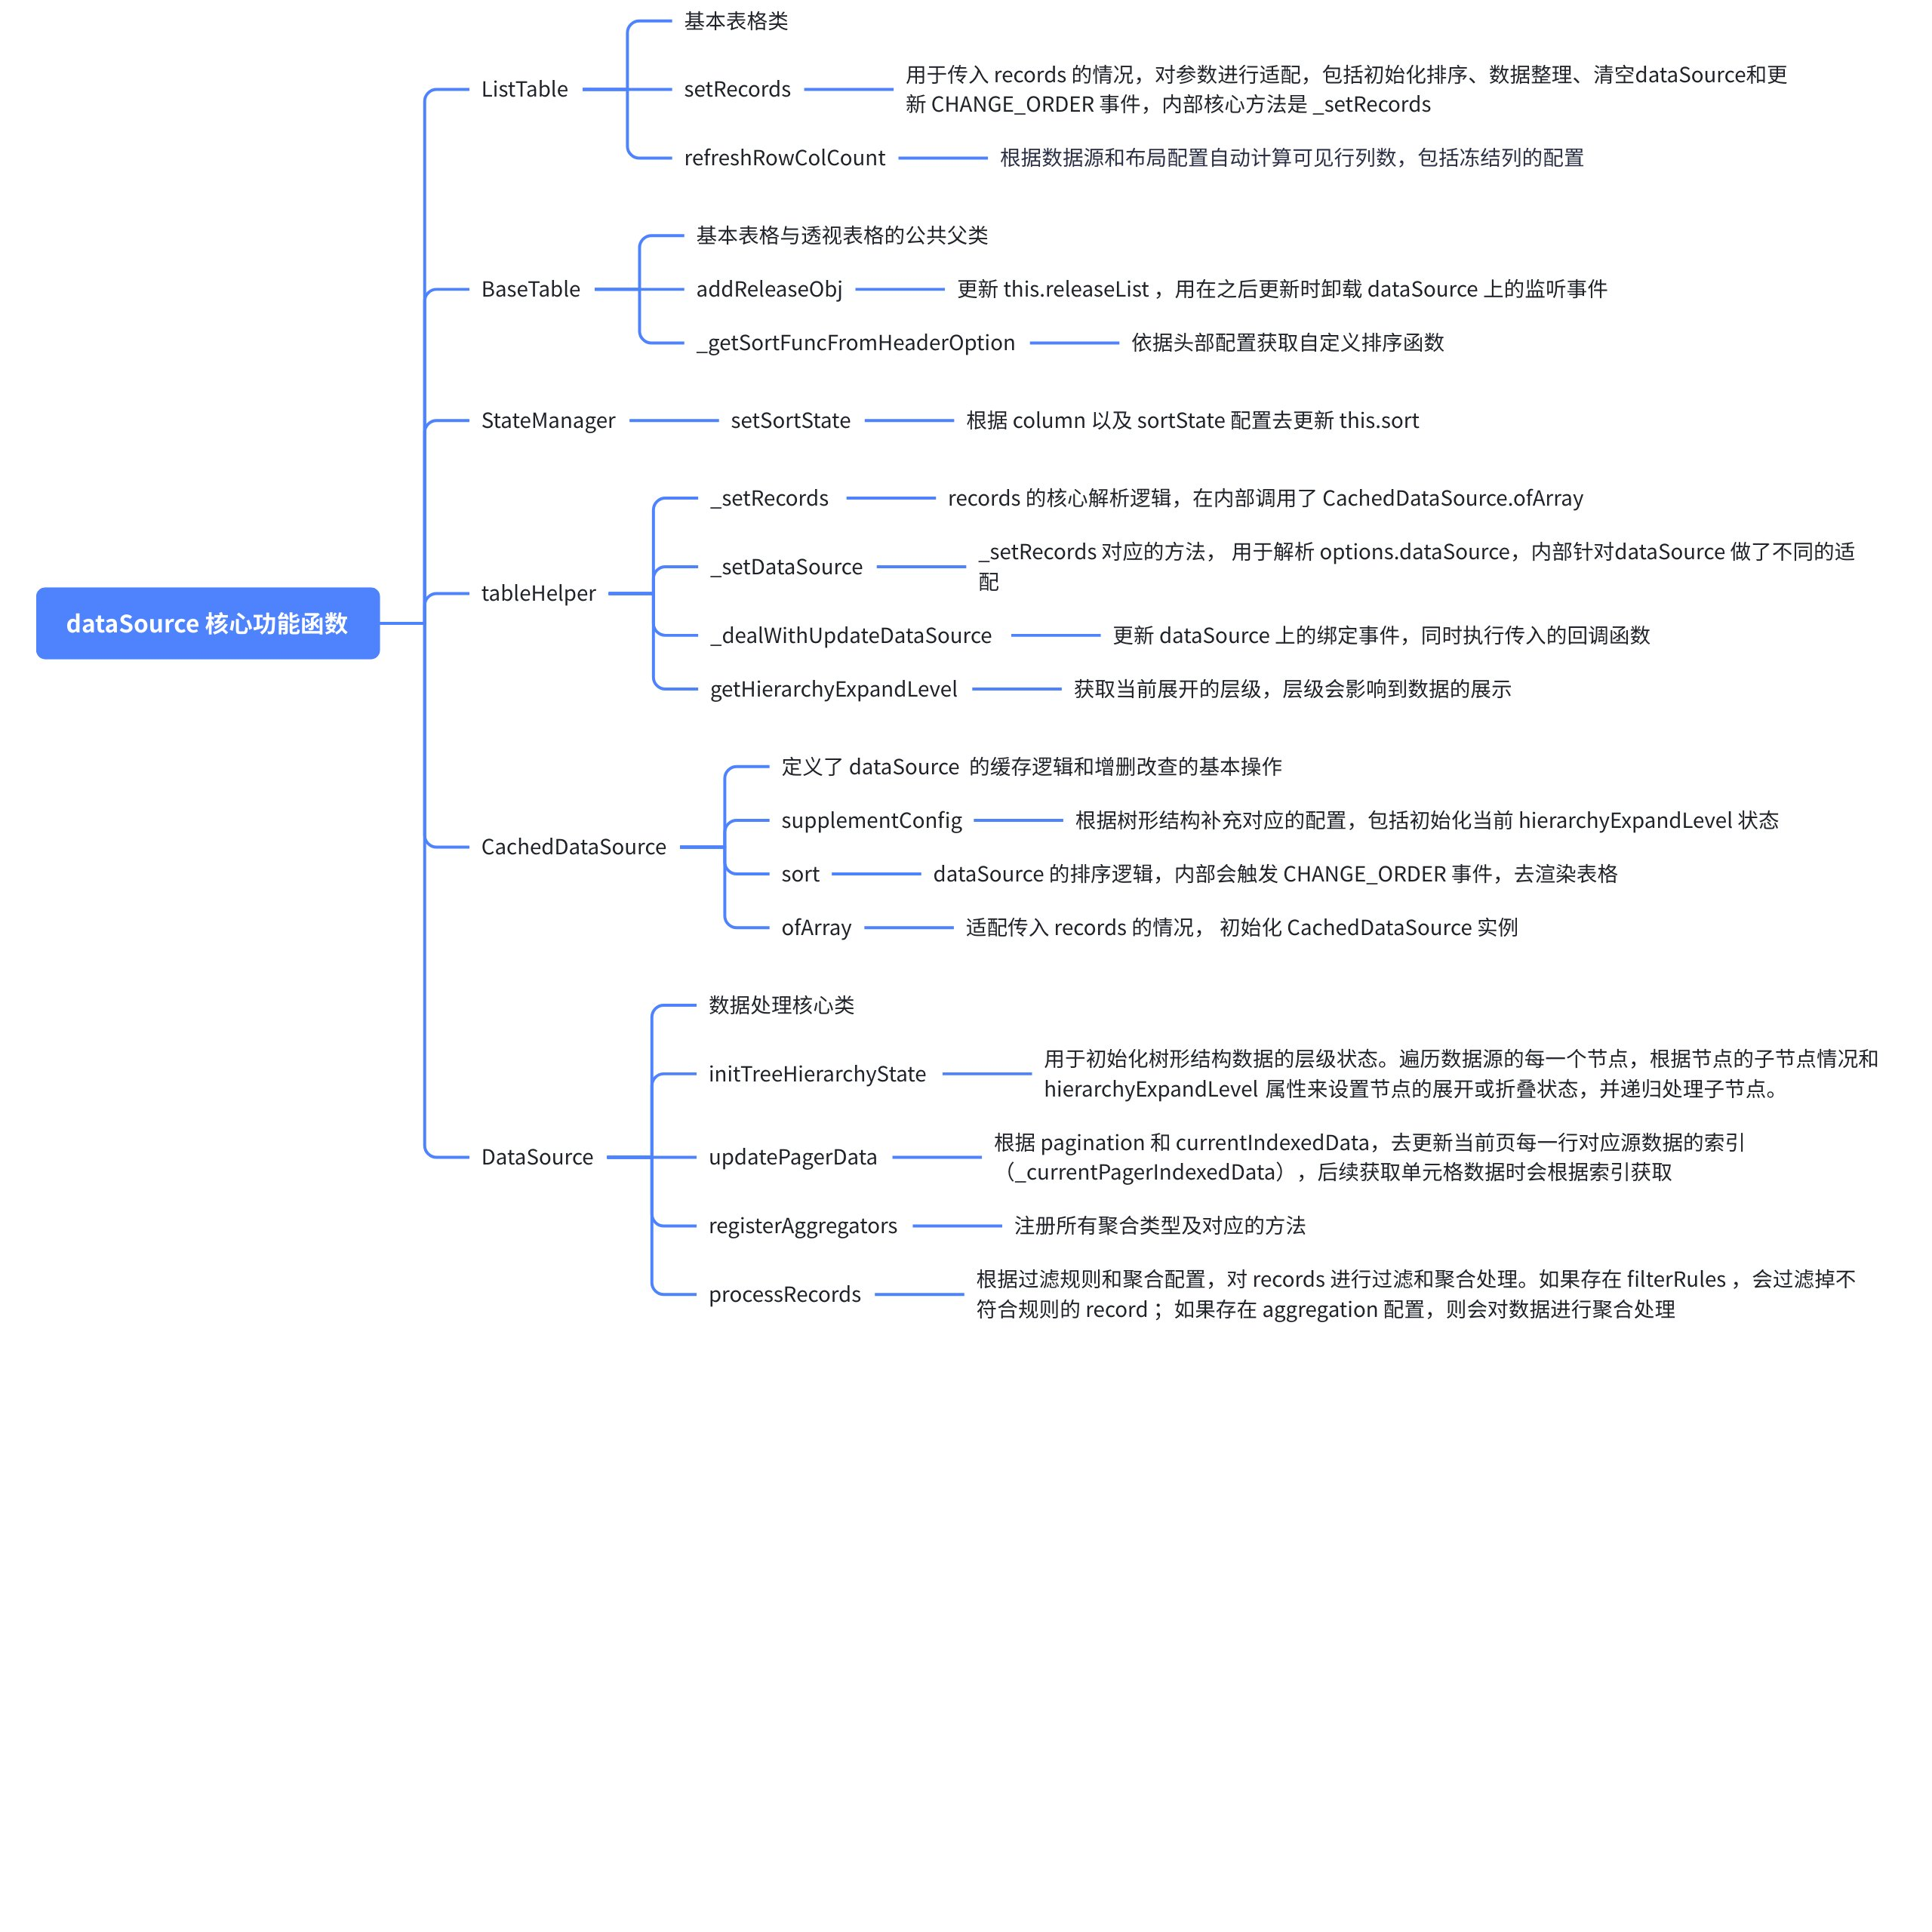 基本表格类
ListTable
setRecords
用于传入 records 的情况，对参数进行适配，包括初始化排序、数据整理、清空dataSource和更
新 CHANGE_ORDER 事件，内部核心方法是 _setRecords
refreshRowColCount
根据数据源和布局配置自动计算可见行列数，包括冻结列的配置
基本表格与透视表格的公共父类
BaseTable
addReleaseObj
更新 this.releaseList ，用在之后更新时卸载 dataSource 上的监听事件
_getSortFuncFromHeaderOption
依据头部配置获取自定义排序函数
StateManager
setSortState
根据 column 以及 sortState 配置去更新 this.sort
_setRecords
records 的核心解析逻辑，在内部调用了 CachedDataSource.ofArray
_setDataSource
_setRecords 对应的方法， 用于解析 options.dataSource，内部针对dataSource 做了不同的适
配
tableHelper
dataSource 核心功能函数
_dealWithUpdateDataSource
更新 dataSource 上的绑定事件，同时执行传入的回调函数
getHierarchyExpandLevel
获取当前展开的层级，层级会影响到数据的展示
定义了 dataSource 的缓存逻辑和增删改查的基本操作
supplementConfig
根据树形结构补充对应的配置，包括初始化当前 hierarchyExpandLevel 状态
CachedDataSource
sort
dataSource 的排序逻辑，内部会触发 CHANGE_ORDER 事件，去渲染表格
ofArray
适配传入 records 的情况， 初始化 CachedDataSource 实例
数据处理核心类
initTreeHierarchyState
用于初始化树形结构数据的层级状态。遍历数据源的每一个节点，根据节点的子节点情况和
hierarchyExpandLevel 属性来设置节点的展开或折叠状态，并递归处理子节点。
DataSource
updatePagerData
根据 pagination 和 currentIndexedData，去更新当前页每一行对应源数据的索引
（_currentPagerIndexedData），后续获取单元格数据时会根据索引获取
registerAggregators
注册所有聚合类型及对应的方法
processRecords
根据过滤规则和聚合配置，对 records 进行过滤和聚合处理。如果存在 filterRules ，会过滤掉不
符合规则的 record ；如果存在 aggregation 配置，则会对数据进行聚合处理